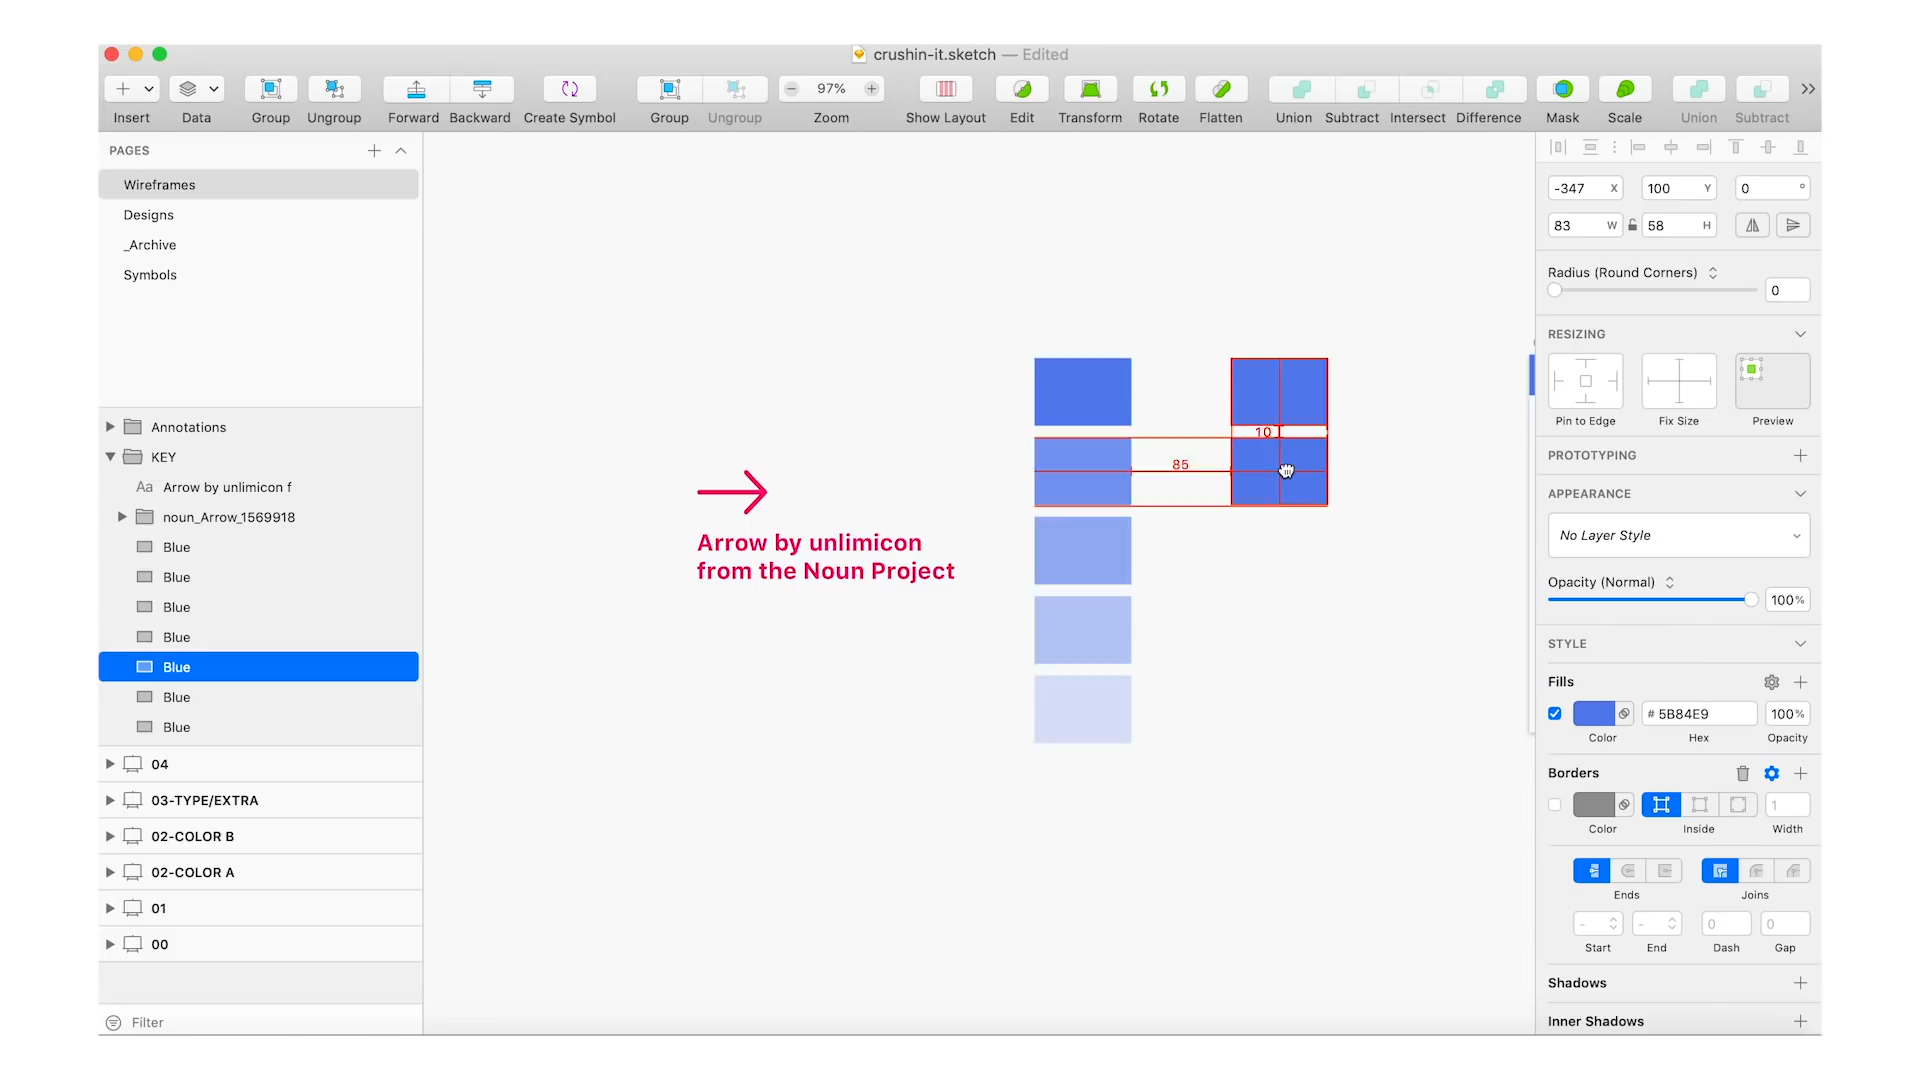 crushin-it.sketch — Edited
97%
Insert Data Group Ungroup Forward Backward Create Symbol Group Ungroup Zoom Show Layout Edit Transform Rotate Flatten Union Subtract Intersect Difference Mask Scale Union Subtract
PAGES
Wireframes
Designs
_Archive
Symbols
Annotations
KEY
Aa Arrow by unlimicon f
noun_Arrow_1569918
Blue
Blue
Blue
Blue
Blue
Blue
Blue
04
03-TYPE/EXTRA
02-COLOR B
02-COLOR A
01
00
Filter
10
85
Arrow by unlimicon
from the Noun Project
-347 X 100 Y 0 °
83 W 58 H
Radius (Round Corners)
0
RESIZING
Pin to Edge Fix Size Preview
PROTOTYPING
APPEARANCE
No Layer Style
Opacity (Normal)
100%
STYLE
Fills
# 5B84E9 100%
Color Hex Opacity
Borders
1
Color Inside Width
Ends Joins
- - 0 0
Start End Dash Gap
Shadows
Inner Shadows